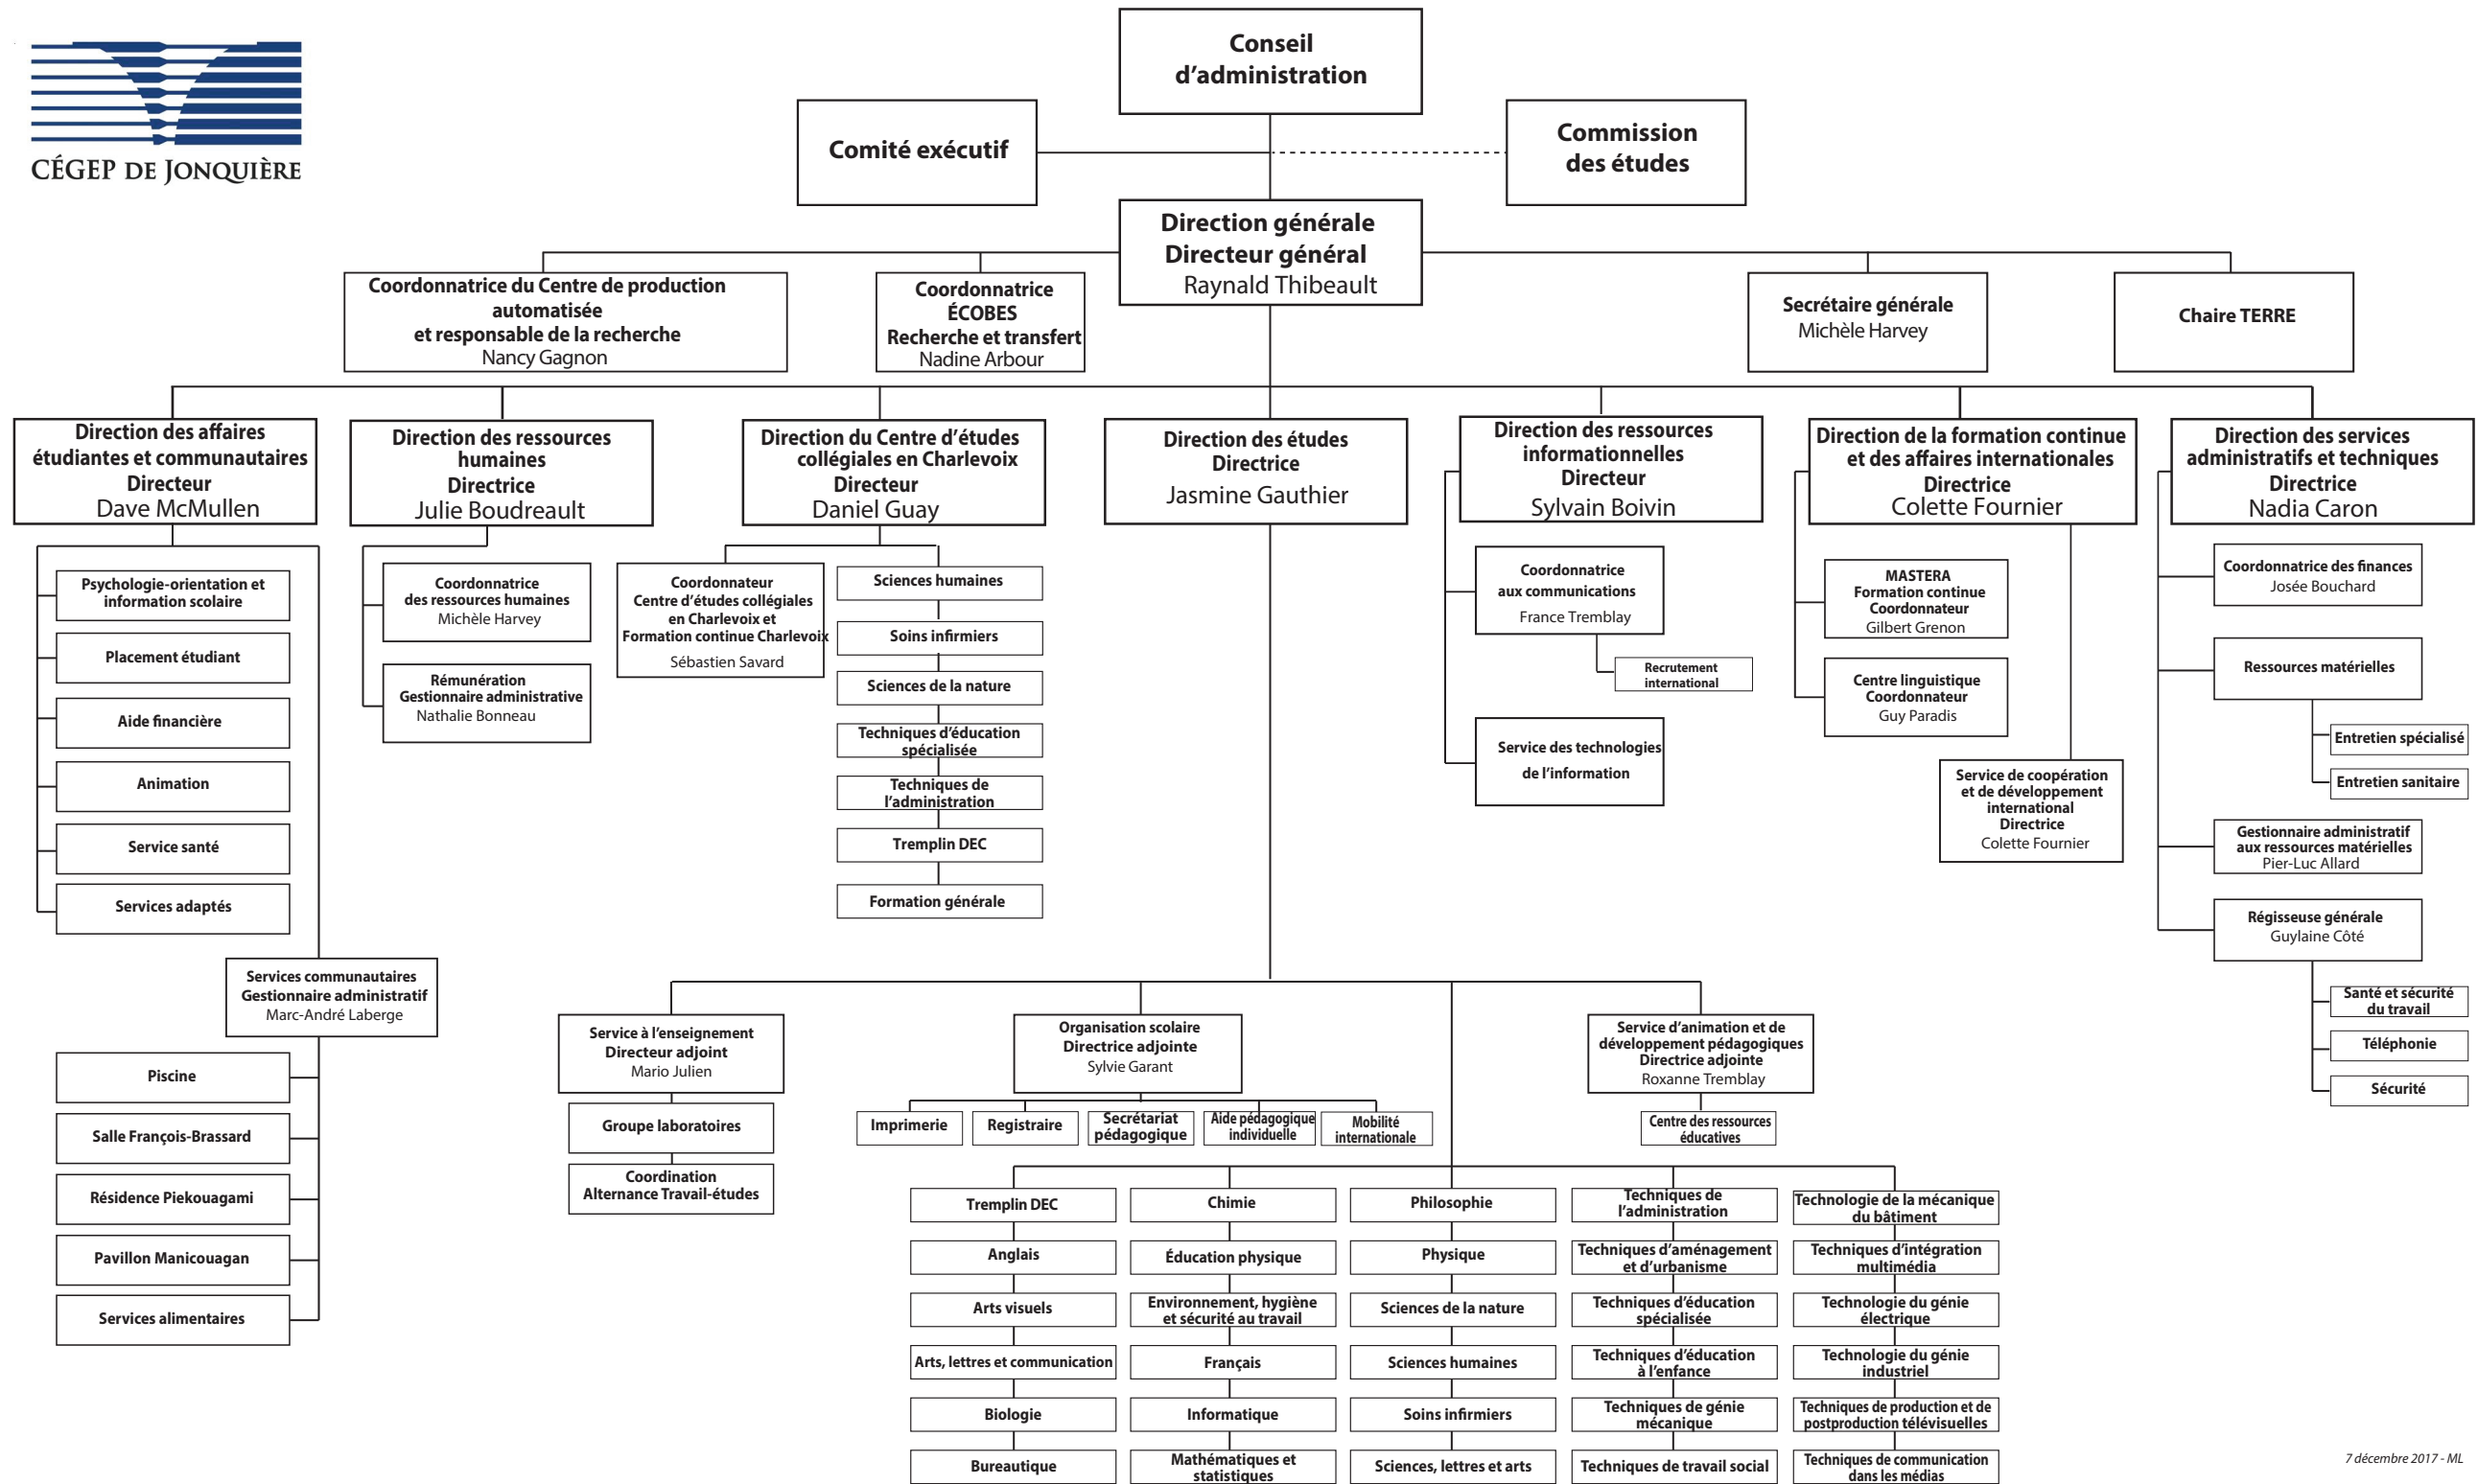 CÉGEP DE JONQUIÈRE
Conseil
d'administration
Comité exécutif
Commission
des études
Direction générale
Directeur général
Raynald Thibeault
Coordonnatrice du Centre de production
automatisée
et responsable de la recherche
Nancy Gagnon
Coordonnatrice
ÉCOBES
Recherche et transfert
Nadine Arbour
Secrétaire générale
Michèle Harvey
Chaire TERRE
Direction des affaires
étudiantes et communautaires
Directeur
Dave McMullen
Direction des ressources
humaines
Directrice
Julie Boudreault
Direction du Centre d'études
collégiales en Charlevoix
Directeur
Daniel Guay
Direction des études
Directrice
Jasmine Gauthier
Direction des ressources
informationnelles
Directeur
Sylvain Boivin
Direction de la formation continue
et des affaires internationales
Directrice
Colette Fournier
Direction des services
administratifs et techniques
Directrice
Nadia Caron
Psychologie-orientation et
information scolaire
Placement étudiant
Aide financière
Animation
Service santé
Services adaptés
Services communautaires
Gestionnaire administratif
Marc-André Laberge
Piscine
Salle François-Brassard
Résidence Piekouagami
Pavillon Manicouagan
Services alimentaires
Coordonnatrice
des ressources humaines
Michèle Harvey
Rémunération
Gestionnaire administrative
Nathalie Bonneau
Coordonnateur
Centre d'études collégiales
en Charlevoix et
Formation continue Charlevoix
Sébastien Savard
Sciences humaines
Soins infirmiers
Sciences de la nature
Techniques d'éducation
spécialisée
Techniques de
l'administration
Tremplin DEC
Formation générale
Coordonnatrice
aux communications
France Tremblay
Recrutement
international
Service des technologies
de l'information
MASTERA
Formation continue
Coordonnateur
Gilbert Grenon
Centre linguistique
Coordonnateur
Guy Paradis
Service de coopération
et de développement
international
Directrice
Colette Fournier
Coordonnatrice des finances
Josée Bouchard
Ressources matérielles
Entretien spécialisé
Entretien sanitaire
Gestionnaire administratif
aux ressources matérielles
Pier-Luc Allard
Régisseuse générale
Guylaine Côté
Santé et sécurité
du travail
Téléphonie
Sécurité
Service à l'enseignement
Directeur adjoint
Mario Julien
Groupe laboratoires
Coordination
Alternance Travail-études
Organisation scolaire
Directrice adjointe
Sylvie Garant
Imprimerie
Registraire
Secrétariat
pédagogique
Aide pédagogique
individuelle
Mobilité
internationale
Service d'animation et de
développement pédagogiques
Directrice adjointe
Roxanne Tremblay
Centre des ressources
éducatives
Tremplin DEC
Anglais
Arts visuels
Arts, lettres et communication
Biologie
Bureautique
Chimie
Éducation physique
Environnement, hygiène
et sécurité au travail
Français
Informatique
Mathématiques et
statistiques
Philosophie
Physique
Sciences de la nature
Sciences humaines
Soins infirmiers
Sciences, lettres et arts
Techniques de
l'administration
Techniques d'aménagement
et d'urbanisme
Techniques d'éducation
spécialisée
Techniques d'éducation
à l'enfance
Techniques de génie
mécanique
Techniques de travail social
Technologie de la mécanique
du bâtiment
Techniques d'intégration
multimédia
Technologie du génie
électrique
Technologie du génie
industriel
Techniques de production et de
postproduction télévisuelles
Techniques de communication
dans les médias
7 décembre 2017 - ML